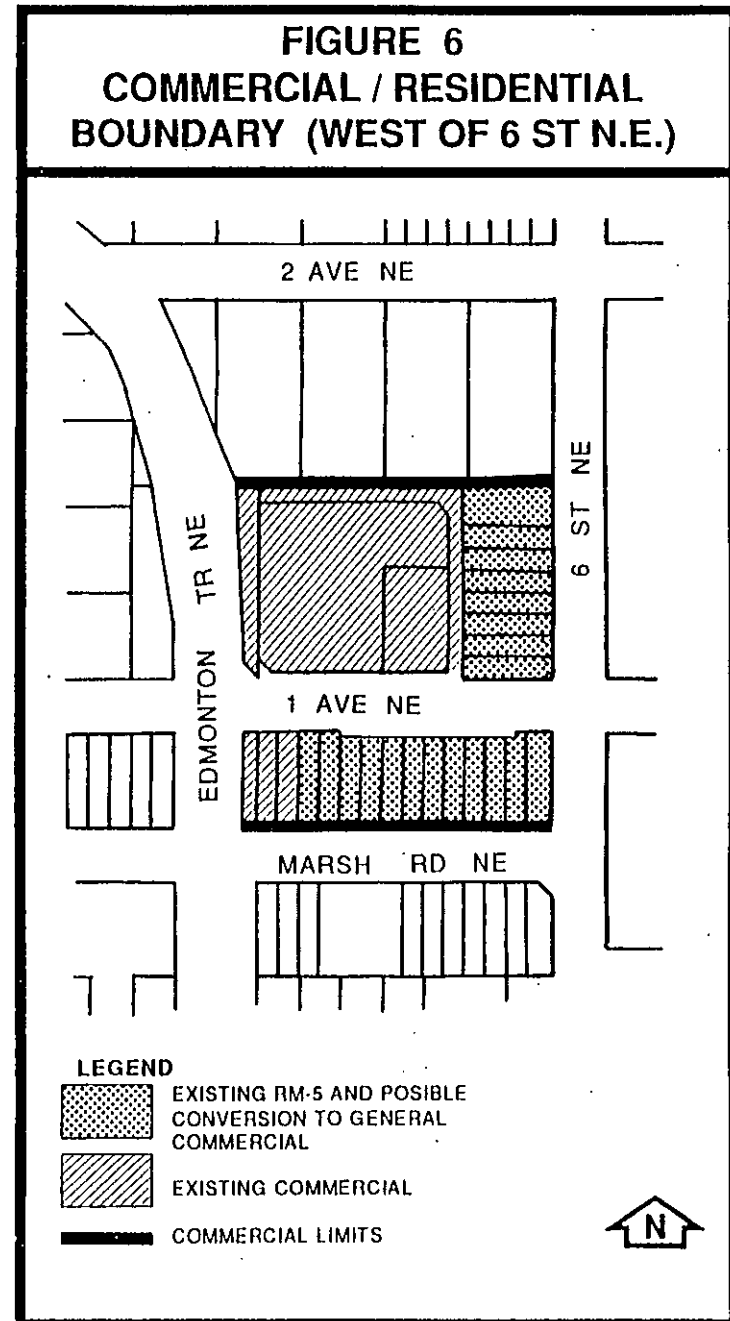 FIGURE 6
COMMERCIAL / RESIDENTIAL
BOUNDARY (WEST OF 6 ST N.E.)
2 AVE NE
6 ST NE
EDMONTON TR NE
1 AVE NE
MARSH RD NE
LEGEND
EXISTING RM-5 AND POSIBLE
CONVERSION TO GENERAL
COMMERCIAL
EXISTING COMMERCIAL
COMMERCIAL LIMITS
N